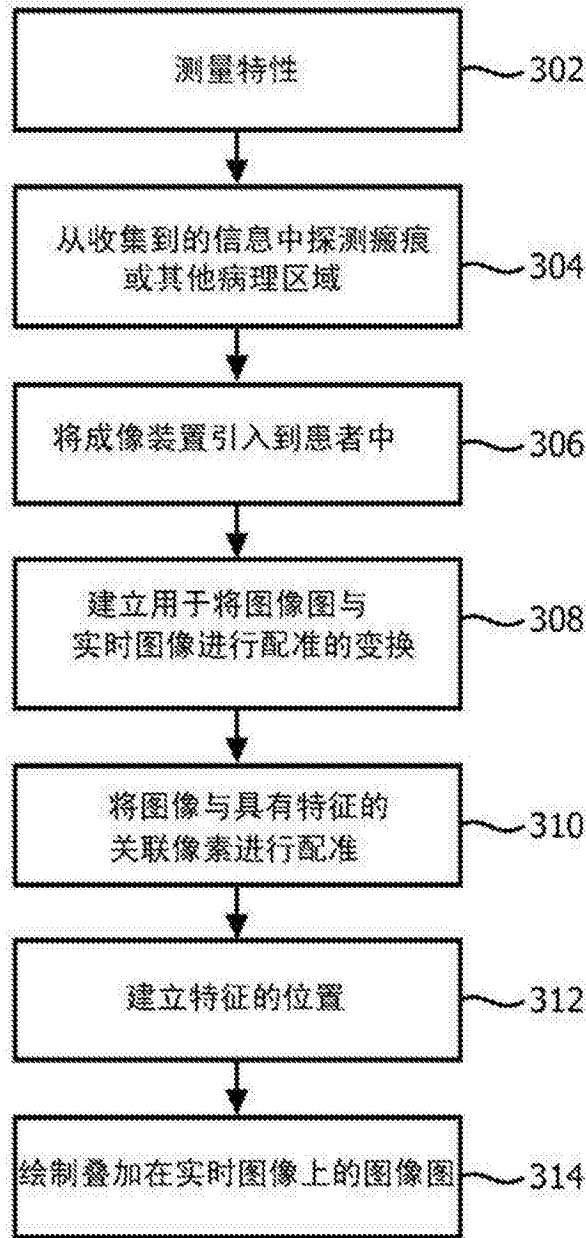 测量特性
302
从收集到的信息中探测瘢痕
或其他病理区域
304
将成像装置引入到患者中
306
建立用于将图像图与
实时图像进行配准的变换
308
将图像与具有特征的
关联像素进行配准
310
建立特征的位置
312
绘制叠加在实时图像上的图像图
314